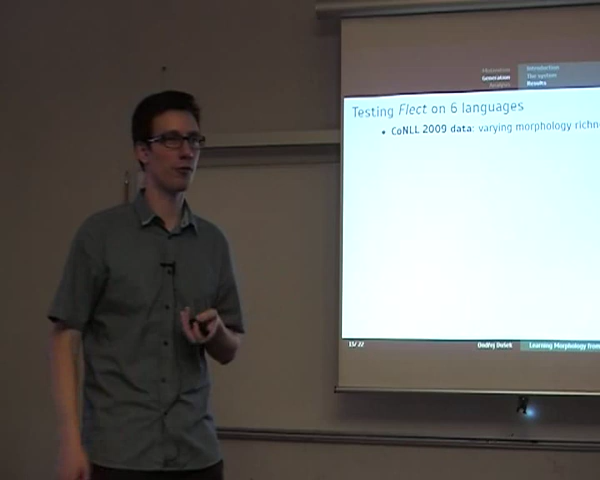 Motivation
Generation
Analysis
Introduction
The system
Results
Testing Flect on 6 languages
• CoNLL 2009 data: varying morphology richn
15/ 22
Ondřej Dušek
Learning Morphology from